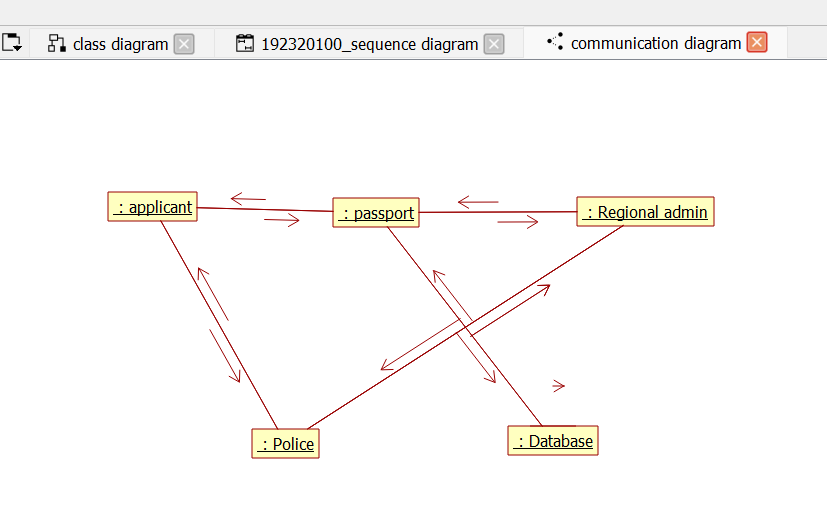 class diagram
192320100_sequence diagram
communication diagram
: applicant
: passport
: Regional admin
: Police
: Database